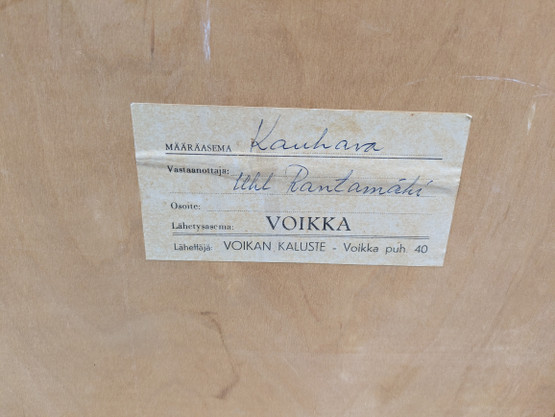 MÄÄRÄASEMA Kauhava
Vastaanottaja: Uhl Rantamäki
Osoite:
Lähetysasema: VOIKKA
Lähettäjä: VOIKAN KALUSTE - Voikka puh. 40